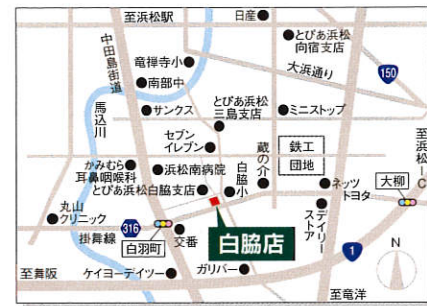 至浜松駅
日産
とぴあ浜松
向宿支店
中田島街道
竜禅寺小
大浜通り
150
南部中
とぴあ浜松
三島支店
馬込川
サンクス
ミニストップ
セブン
イレブン
蔵の介
鉄工
団地
至浜松IC
かみむら
耳鼻咽喉科
浜松南病院
白脇小
とぴあ浜松白脇支店
ネッツ
トヨタ
大柳
丸山
クリニック
316
掛舞線
白羽町
交番
白脇店
デイリー
ストア
1
N
至舞阪
ケイヨーデイツー
ガリバー
至竜洋